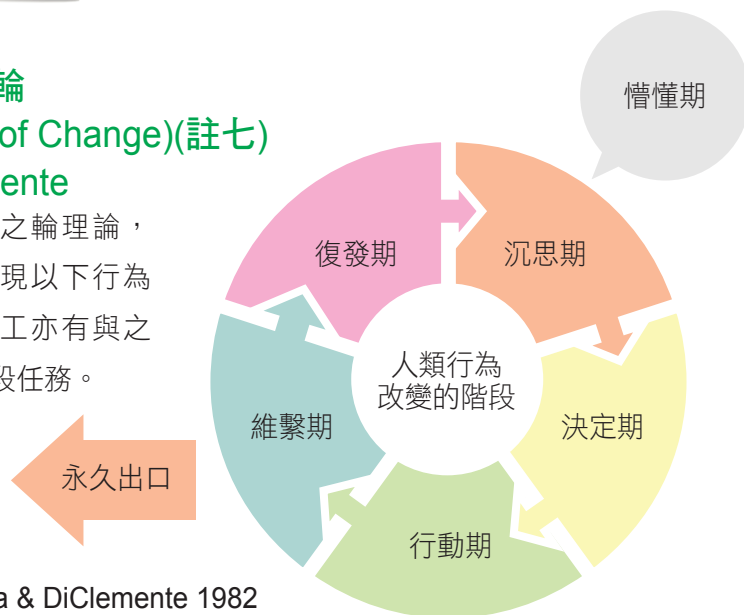 輪
of Change)(註七)
ente
之輪理論，
現以下行為
工亦有與之
段任務。
懵懂期
復發期
沉思期
人類行為
改變的階段
維繫期
決定期
永久出口
行動期
a & DiClemente 1982